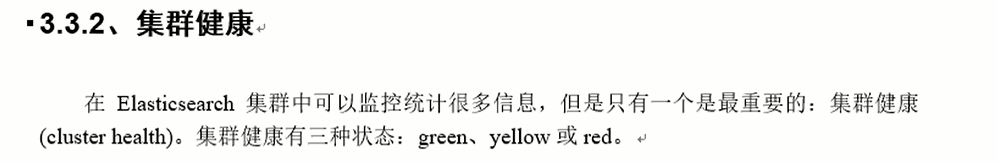 ▪3.3.2、集群健康
在 Elasticsearch 集群中可以监控统计很多信息，但是只有一个是最重要的：集群健康
(cluster health)。集群健康有三种状态：green、yellow 或 red。